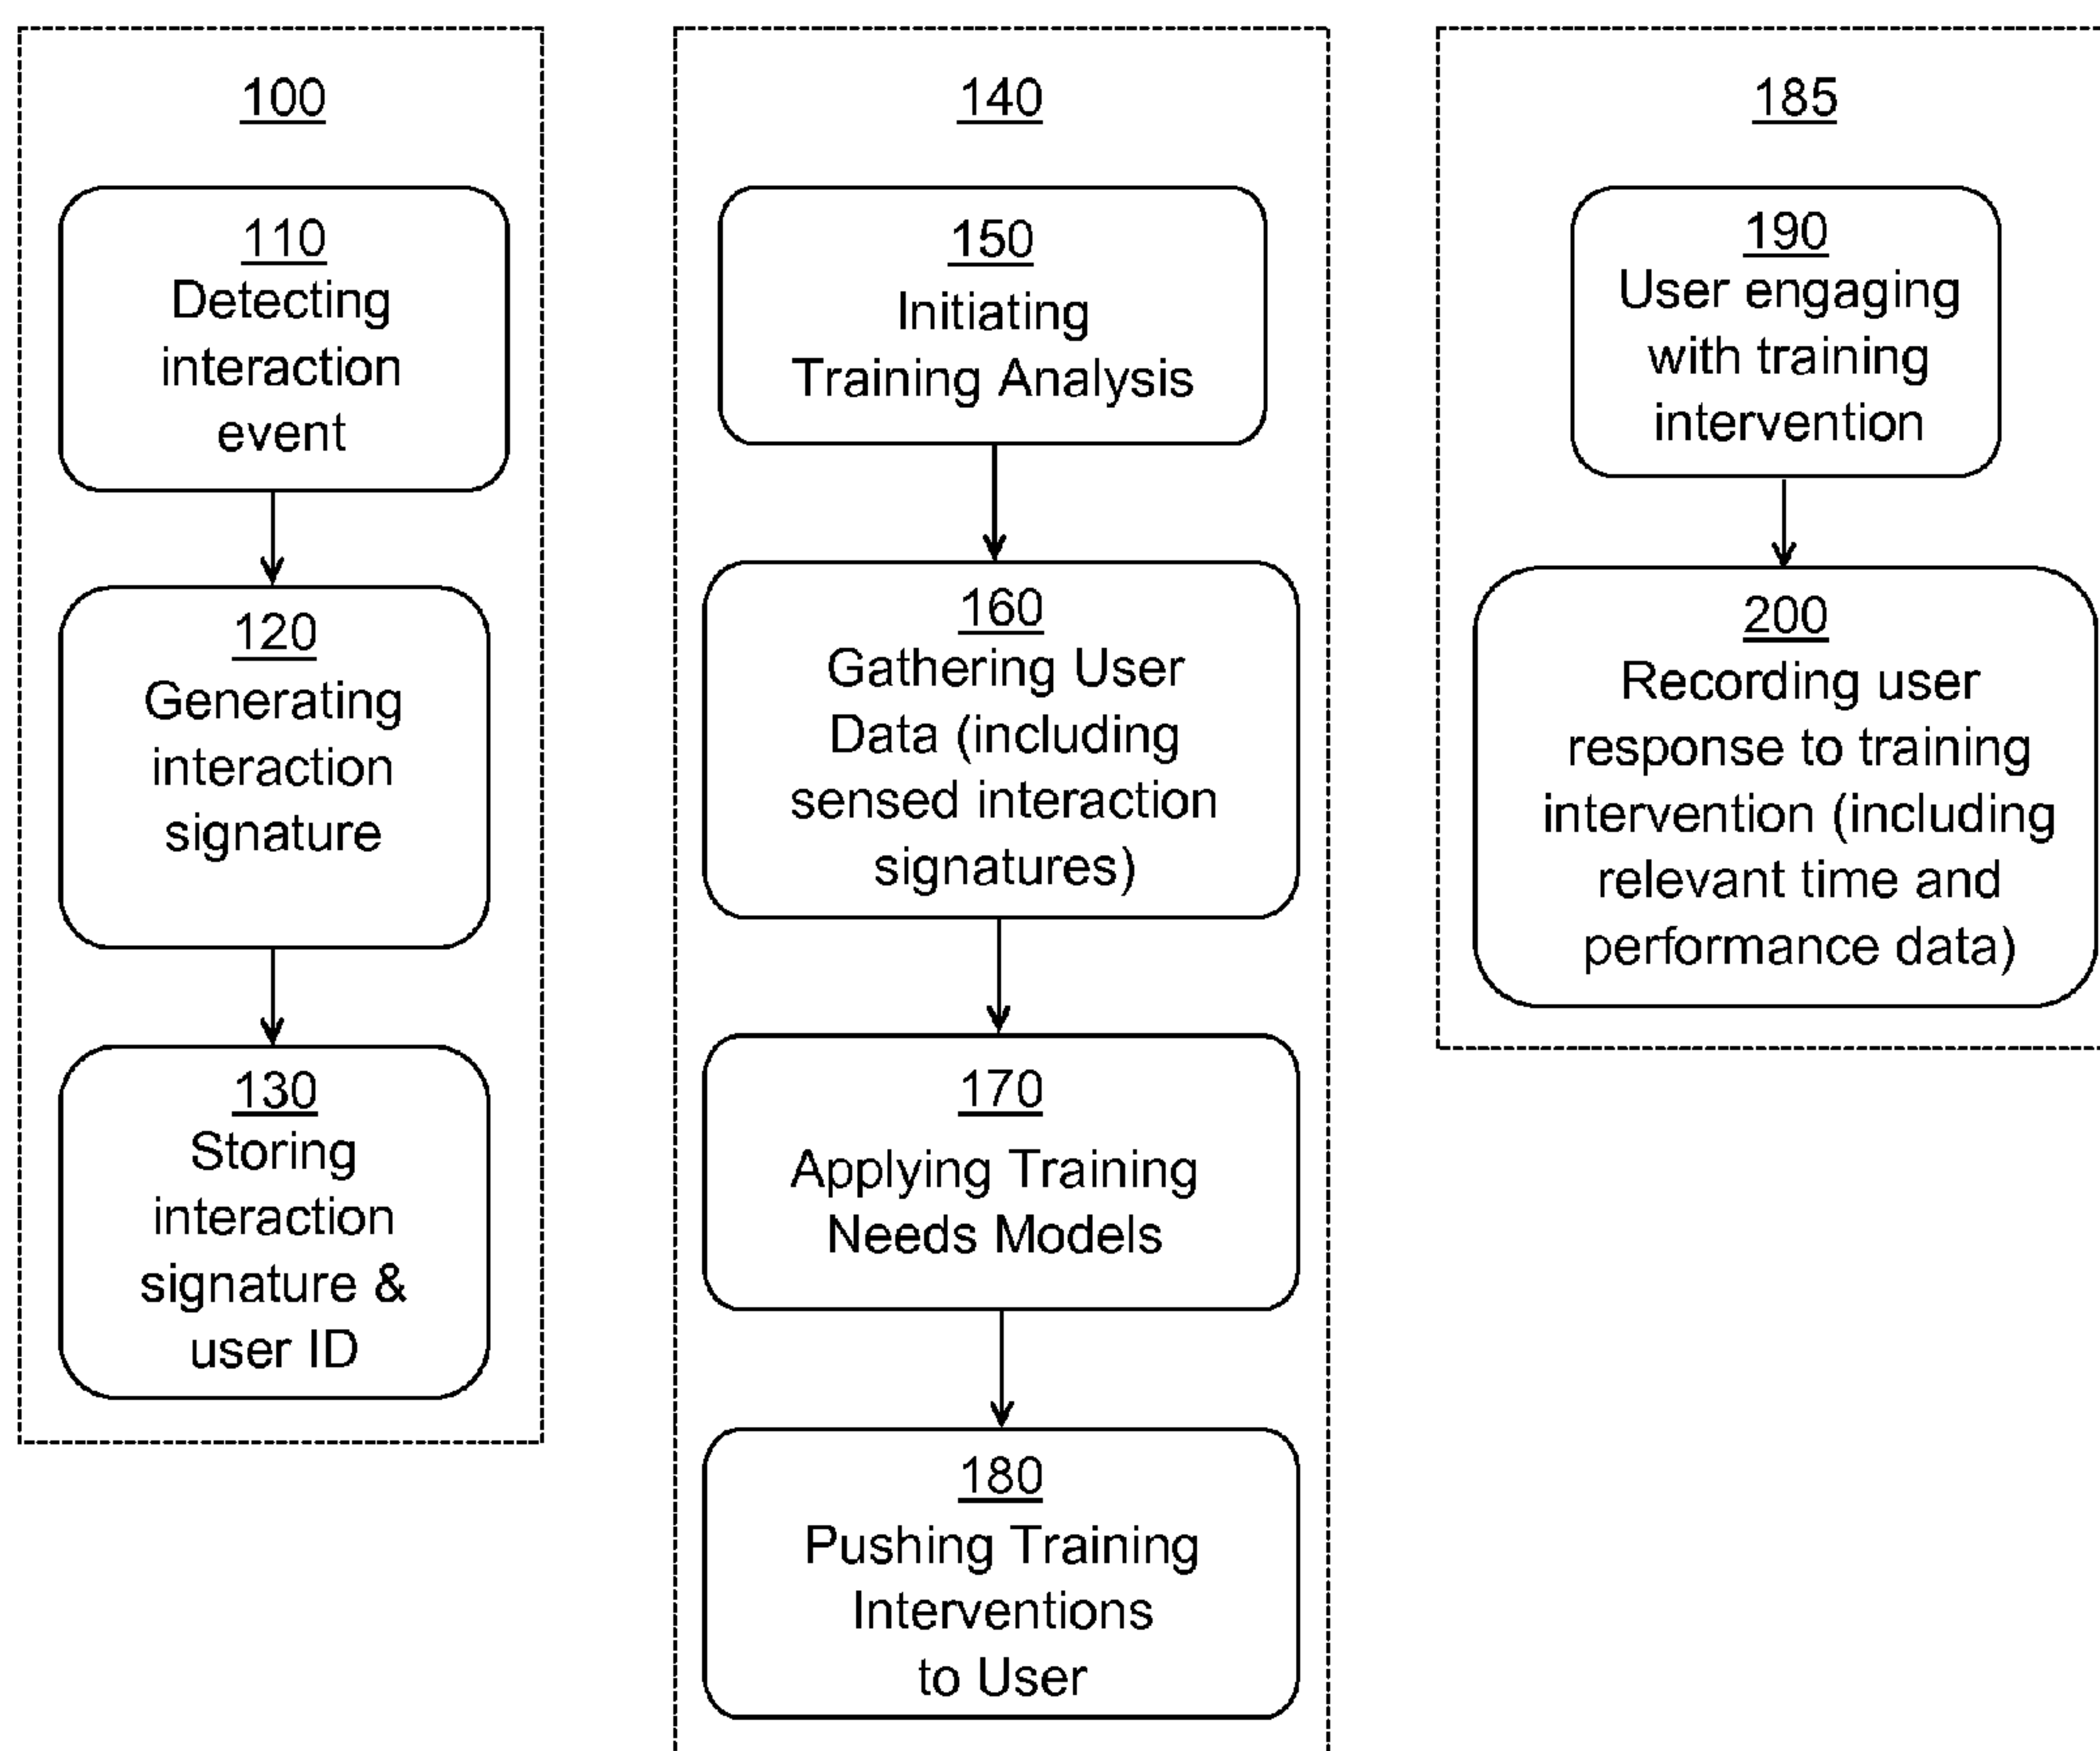 100
110
Detecting
interaction
event
120
Generating
interaction
signature
130
Storing
interaction
signature &
user ID
140
150
Initiating
Training Analysis
160
Gathering User
Data (including
sensed interaction
signatures)
170
Applying Training
Needs Models
180
Pushing Training
Interventions
to User
185
190
User engaging
with training
intervention
200
Recording user
response to training
intervention (including
relevant time and
performance data)